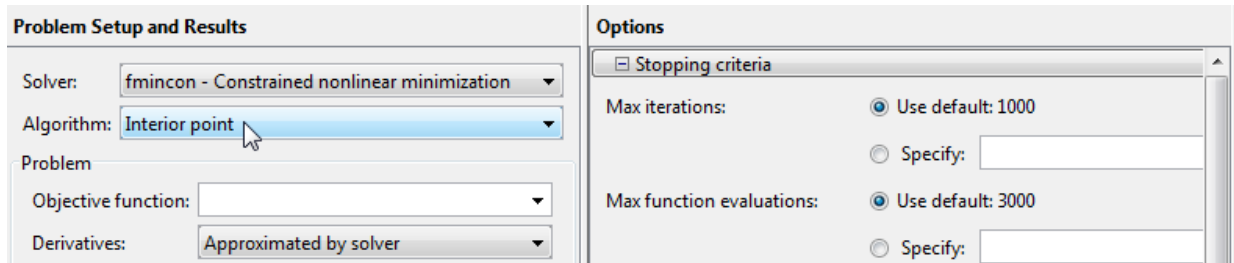 Problem Setup and Results
Solver: fmincon - Constrained nonlinear minimization
Algorithm: Interior point
Problem
Objective function:
Derivatives: Approximated by solver
Options
Stopping criteria
Max iterations: Use default: 1000
Specify:
Max function evaluations: Use default: 3000
Specify: